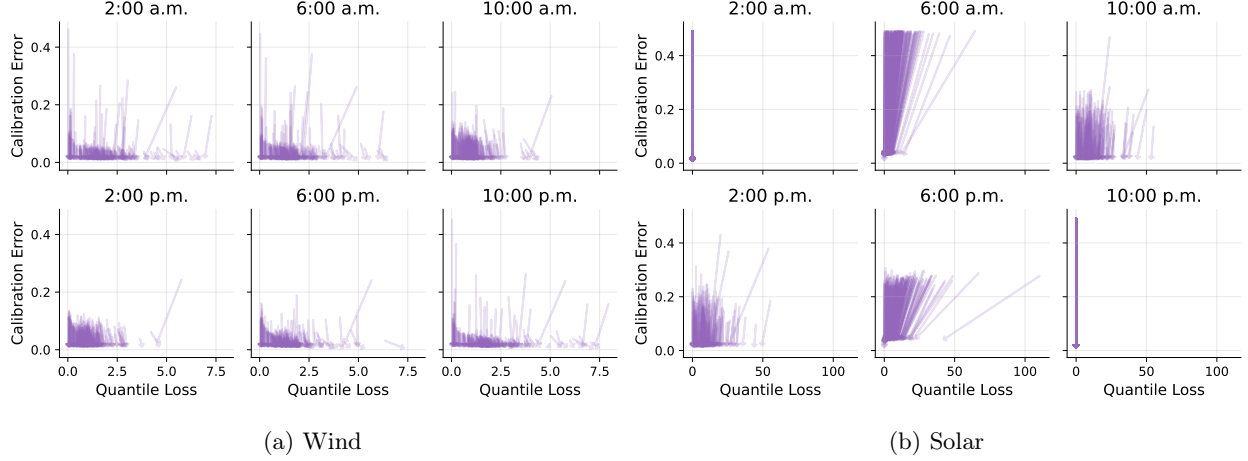 2:00 a.m. 6:00 a.m. 10:00 a.m. 2:00 a.m. 6:00 a.m. 10:00 a.m.
Calibration Error 0.4 0.2 0.0 Calibration Error 0.4 0.2 0.0
2:00 p.m. 6:00 p.m. 10:00 p.m. 2:00 p.m. 6:00 p.m. 10:00 p.m.
Calibration Error 0.4 0.2 0.0 Calibration Error 0.4 0.2 0.0
0.0 2.5 5.0 7.5 0.0 2.5 5.0 7.5 0.0 2.5 5.0 7.5 0 50 100 0 50 100 0 50 100
Quantile Loss Quantile Loss Quantile Loss Quantile Loss Quantile Loss Quantile Loss
(a) Wind (b) Solar